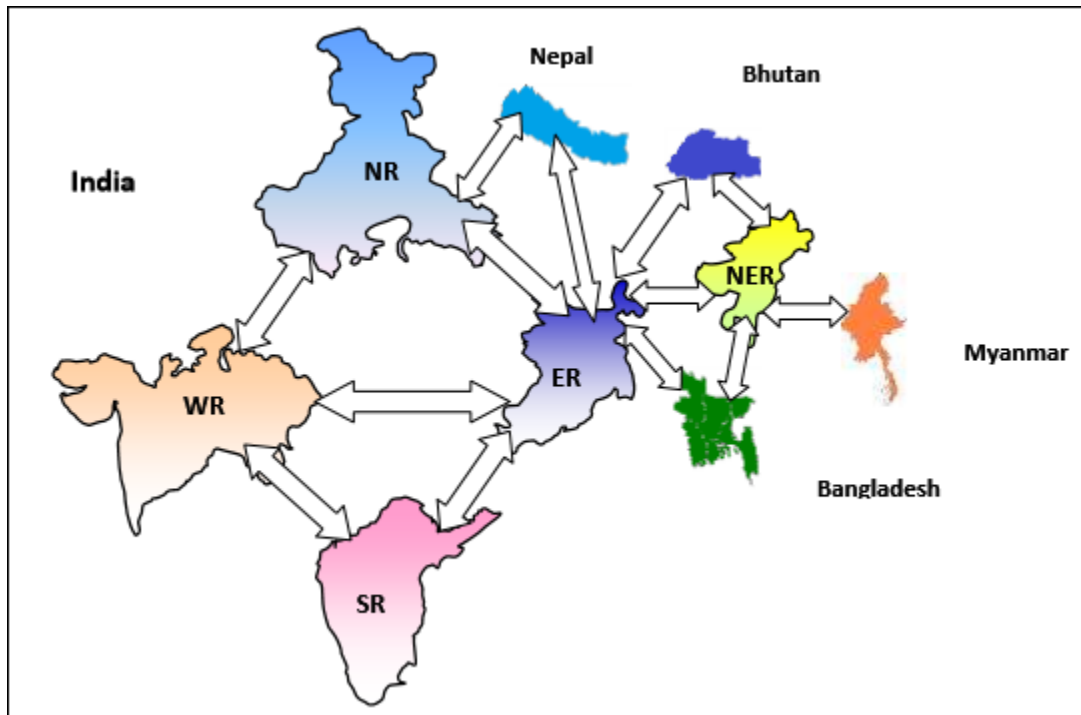 Nepal
Bhutan
India
NR
NER
Myanmar
ER
WR
Bangladesh
SR